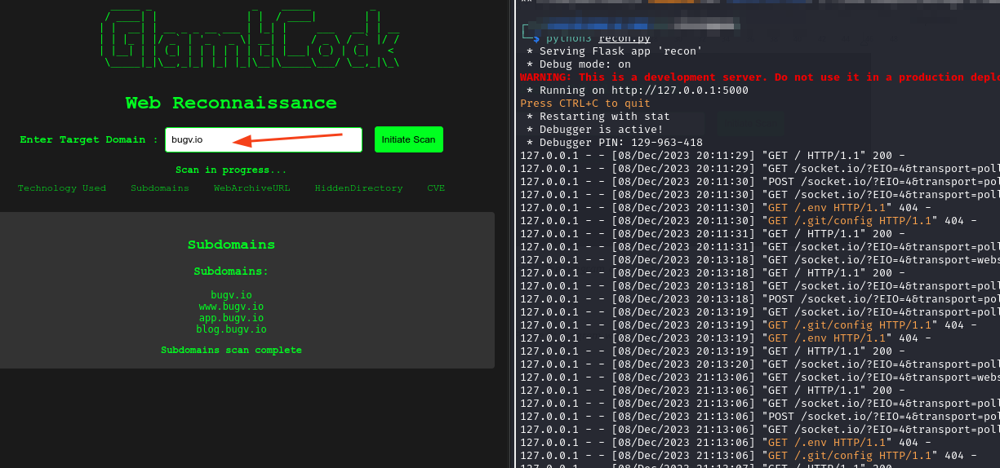 Web Reconnaissance
Enter Target Domain :
bugv.io
Initiate Scan
Scan in progress...
Technology Used Subdomains WebArchiveURL HiddenDirectory CVE
Subdomains
Subdomains:
bugv.io
www.bugv.io
app.bugv.io
blog.bugv.io
Subdomains scan complete
$ python3 recon.py
* Serving Flask app 'recon'
* Debug mode: on
WARNING: This is a development server. Do not use it in a production
* Running on http://127.0.0.1:5000
Press CTRL+C to quit
* Restarting with stat
* Debugger is active!
* Debugger PIN: 129-963-418
127.0.0.1 - - [08/Dec/2023 20:11:29] "GET / HTTP/1.1" 200 -
127.0.0.1 - - [08/Dec/2023 20:11:29] "GET /socket.io/?EIO=4&transport=poll
127.0.0.1 - - [08/Dec/2023 20:11:30] "POST /socket.io/?EIO=4&transport=pol
127.0.0.1 - - [08/Dec/2023 20:11:30] "GET /socket.io/?EIO=4&transport=poll
127.0.0.1 - - [08/Dec/2023 20:11:30] "GET /.env HTTP/1.1" 404 -
127.0.0.1 - - [08/Dec/2023 20:11:30] "GET /.git/config HTTP/1.1" 404 -
127.0.0.1 - - [08/Dec/2023 20:11:31] "GET / HTTP/1.1" 200 -
127.0.0.1 - - [08/Dec/2023 20:11:31] "GET /socket.io/?EIO=4&transport=poll
127.0.0.1 - - [08/Dec/2023 20:13:18] "GET /socket.io/?EIO=4&transport=webs
127.0.0.1 - - [08/Dec/2023 20:13:18] "GET / HTTP/1.1" 200 -
127.0.0.1 - - [08/Dec/2023 20:13:18] "GET /socket.io/?EIO=4&transport=poll
127.0.0.1 - - [08/Dec/2023 20:13:18] "POST /socket.io/?EIO=4&transport=pol
127.0.0.1 - - [08/Dec/2023 20:13:19] "GET /socket.io/?EIO=4&transport=poll
127.0.0.1 - - [08/Dec/2023 20:13:19] "GET /.git/config HTTP/1.1" 404 -
127.0.0.1 - - [08/Dec/2023 20:13:19] "GET /.env HTTP/1.1" 404 -
127.0.0.1 - - [08/Dec/2023 20:13:19] "GET / HTTP/1.1" 200 -
127.0.0.1 - - [08/Dec/2023 20:13:20] "GET /socket.io/?EIO=4&transport=poll
127.0.0.1 - - [08/Dec/2023 21:13:06] "GET /socket.io/?EIO=4&transport=webs
127.0.0.1 - - [08/Dec/2023 21:13:06] "GET / HTTP/1.1" 200 -
127.0.0.1 - - [08/Dec/2023 21:13:06] "GET /socket.io/?EIO=4&transport=poll
127.0.0.1 - - [08/Dec/2023 21:13:06] "POST /socket.io/?EIO=4&transport=pol
127.0.0.1 - - [08/Dec/2023 21:13:06] "GET /socket.io/?EIO=4&transport=poll
127.0.0.1 - - [08/Dec/2023 21:13:06] "GET /.env HTTP/1.1" 404 -
127.0.0.1 - - [08/Dec/2023 21:13:06] "GET /.git/config HTTP/1.1" 404 -
127.0.0.1 - - [08/Dec/2023 21:13:07] "GET / HTTP/1.1" 200